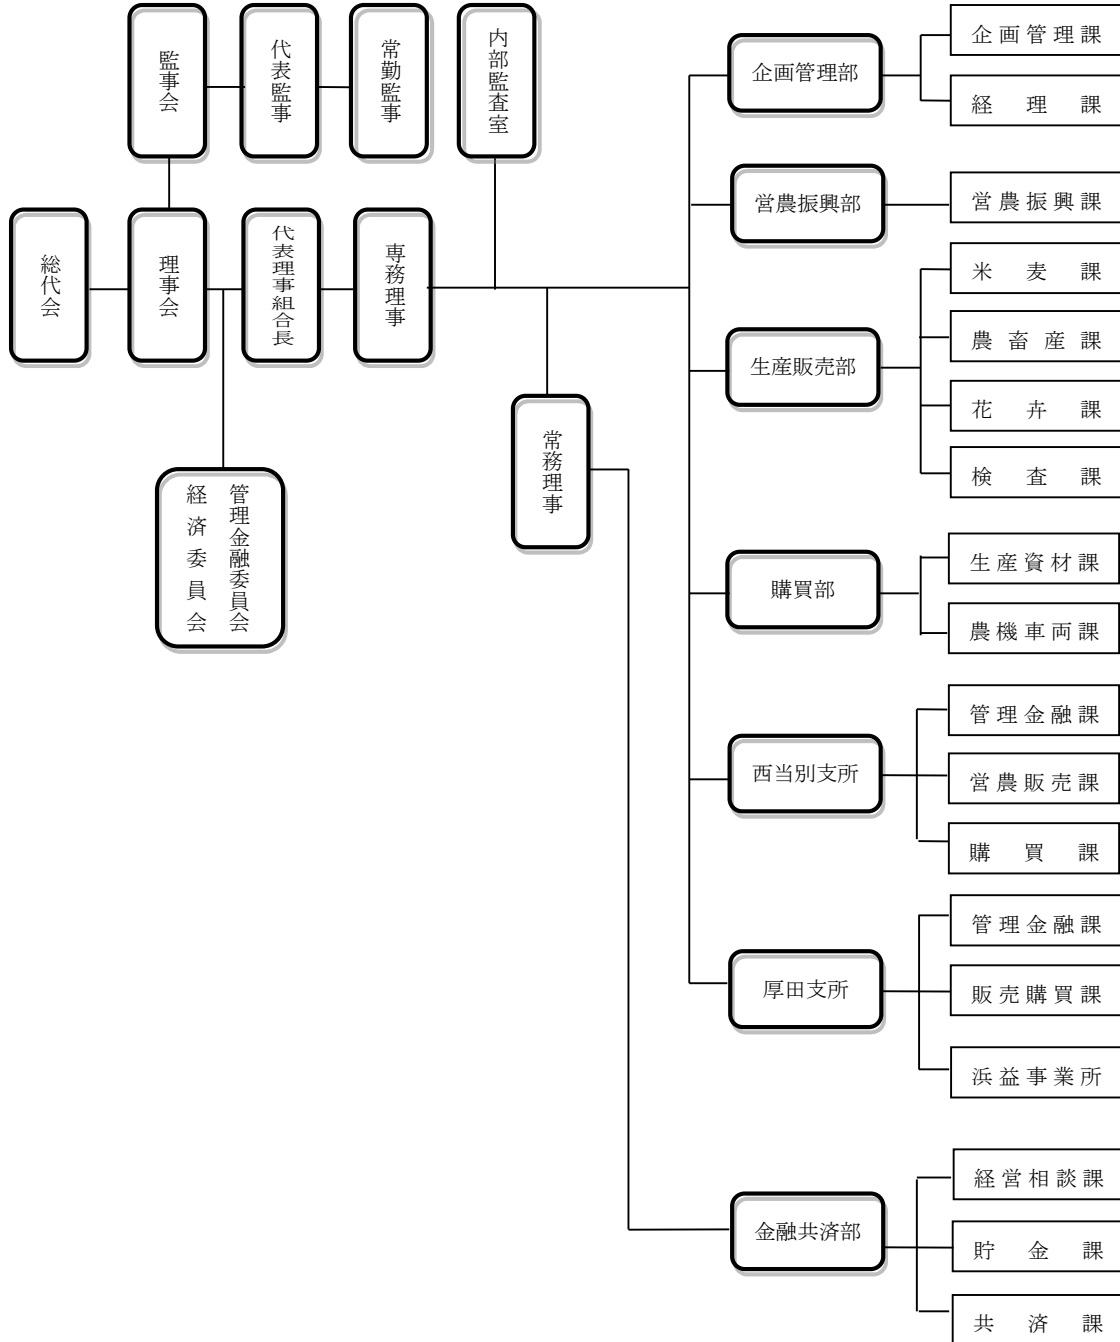 監事会
代表監事
常勤監事
内部監査室
総代会
理事会
代表理事組合長
専務理事
管理金融委員会
経済委員会
常務理事
企画管理部
企画管理課
経理課
営農振興部
営農振興課
生産販売部
米麦課
農畜産課
花卉課
検査課
購買部
生産資材課
農機車両課
西当別支所
管理金融課
営農販売課
購買課
厚田支所
管理金融課
販売購買課
浜益事業所
金融共済部
経営相談課
貯金課
共済課